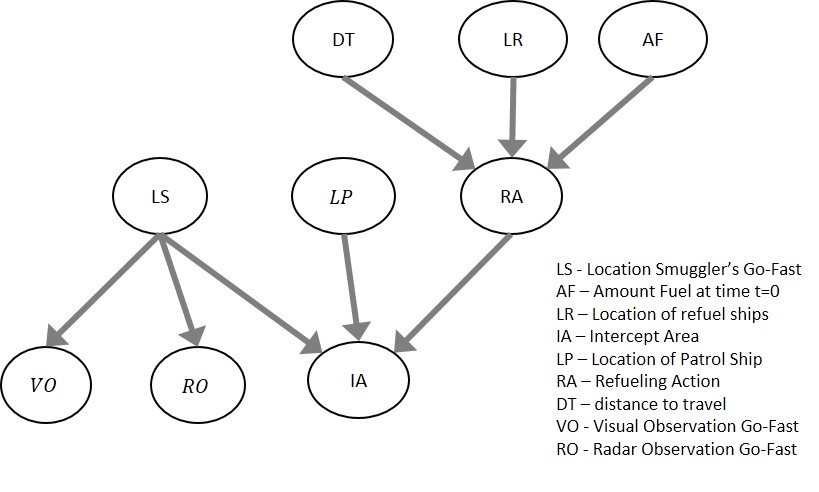 DT
LR
AF
LS
LP
RA
VO
RO
IA
LS - Location Smuggler’s Go-Fast
AF – Amount Fuel at time t=0
LR – Location of refuel ships
IA – Intercept Area
LP – Location of Patrol Ship
RA – Refueling Action
DT – distance to travel
VO - Visual Observation Go-Fast
RO - Radar Observation Go-Fast